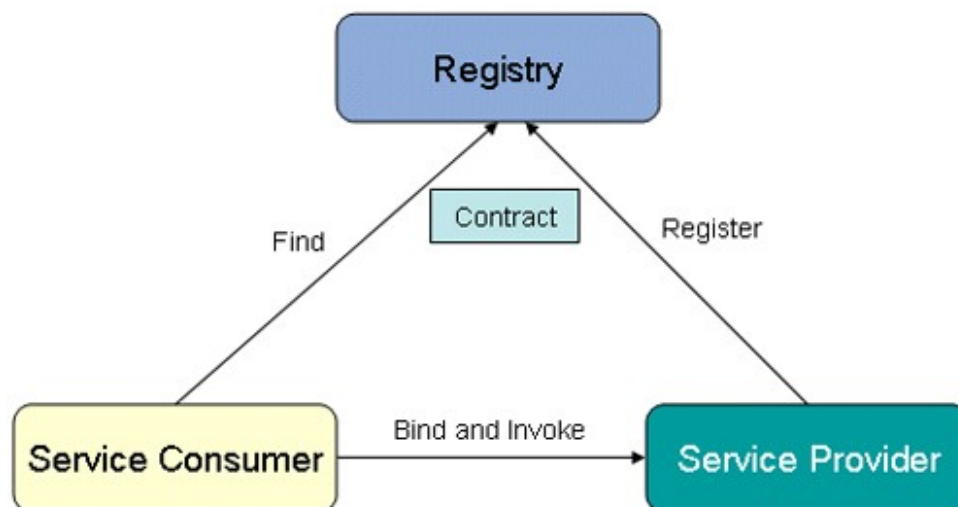 Registry
Contract
Find
Register
Bind and Invoke
Service Consumer
Service Provider